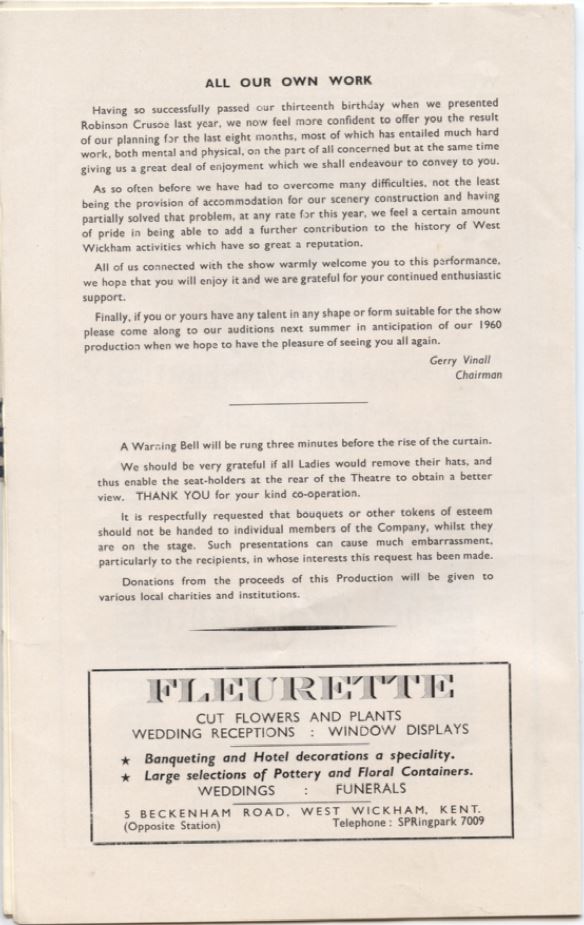 ALL OUR OWN WORK
Having so successfully passed our thirteenth birthday when we presented
Robinson Crusoe last year, we now feel more confident to offer you the result
of our planning for the last eight months, most of which has entailed much hard
work, both mental and physical, on the part of all concerned but at the same time
giving us a great deal of enjoyment which we shall endeavour to convey to you.
As so often before we have had to overcome many difficulties, not the least
being the provision of accommodation for our scenery construction and having
partially solved that problem, at any rate for this year, we feel a certain amount
of pride in being able to add a further contribution to the history of West
Wickham activities which have so great a reputation.
All of us connected with the show warmly welcome you to this performance,
we hope that you will enjoy it and we are grateful for your continued enthusiastic
support.
Finally, if you or yours have any talent in any shape or form suitable for the show
please come along to our auditions next summer in anticipation of our 1960
production when we hope to have the pleasure of seeing you all again.
Gerry Vinall
Chairman
A Warning Bell will be rung three minutes before the rise of the curtain.
We should be very grateful if all Ladies would remove their hats, and
thus enable the seat-holders at the rear of the Theatre to obtain a better
view. THANK YOU for your kind co-operation.
It is respectfully requested that bouquets or other tokens of esteem
should not be handed to individual members of the Company, whilst they
are on the stage. Such presentations can cause much embarrassment,
particularly to the recipients, in whose interests this request has been made.
Donations from the proceeds of this Production will be given to
various local charities and institutions.
FLEURETTE
CUT FLOWERS AND PLANTS
WEDDING RECEPTIONS : WINDOW DISPLAYS
★ Banqueting and Hotel decorations a speciality.
★ Large selections of Pottery and Floral Containers.
WEDDINGS : FUNERALS
5 BECKENHAM ROAD, WEST WICKHAM, KENT.
(Opposite Station) Telephone : SPRingpark 7009